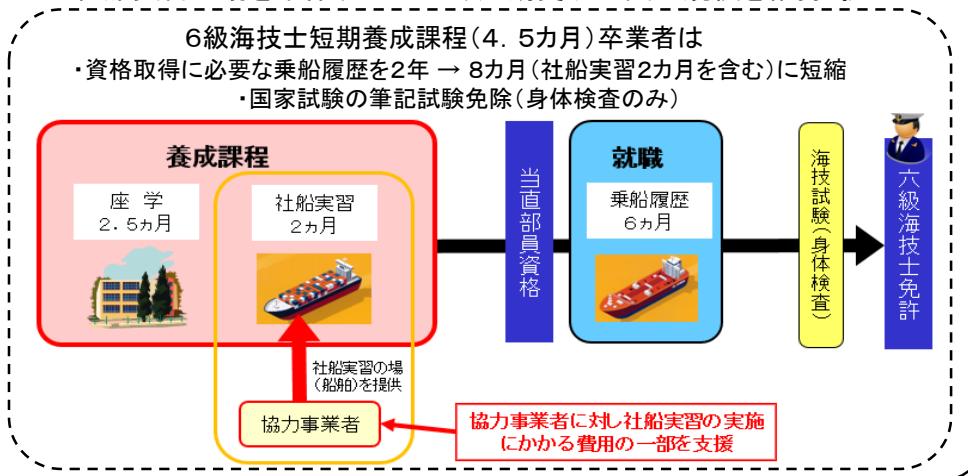 6級海技士短期養成課程(4．5カ月)卒業者は
・資格取得に必要な乗船履歴を2年 → 8カ月(社船実習2カ月を含む)に短縮
・国家試験の筆記試験免除(身体検査のみ)
養成課程
座 学
2．5ヵ月
社船実習
2ヵ月
社船実習の場
(船舶)を提供
協力事業者
協力事業者に対し社船実習の実施
にかかる費用の一部を支援
当直部員資格
就職
乗船履歴
6ヵ月
海技試験(身体検査)
六級海技士免許